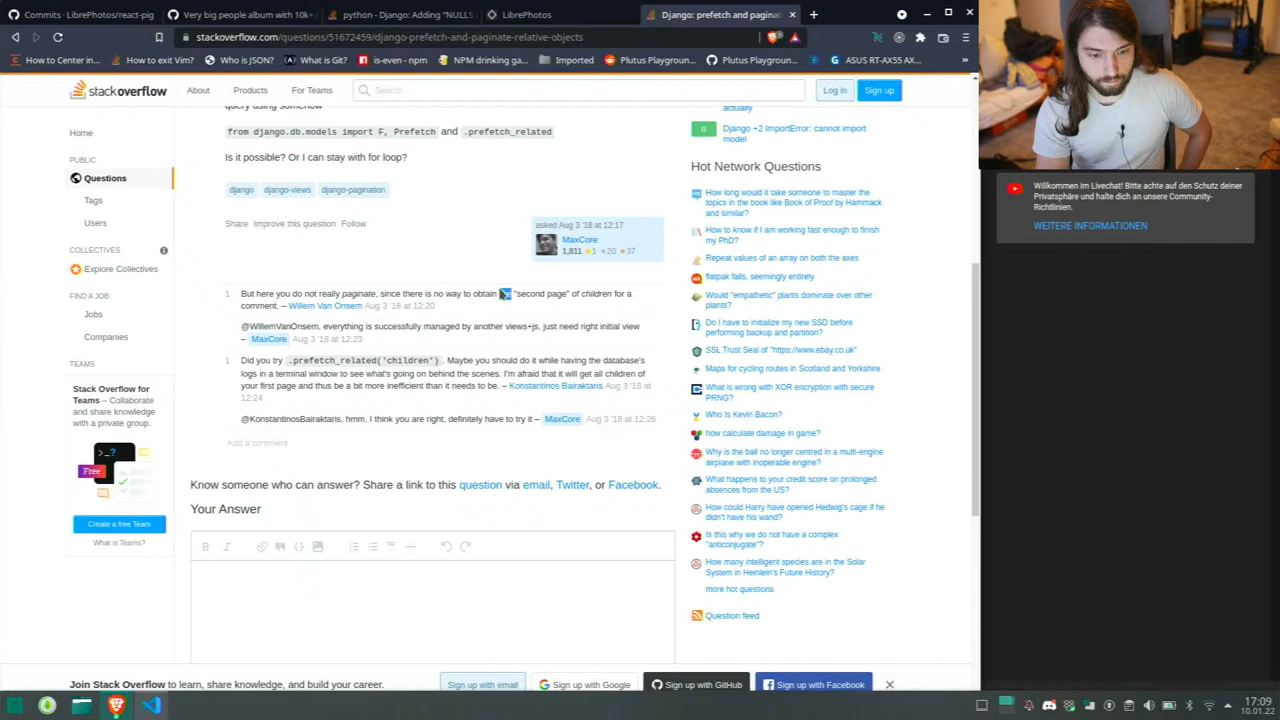 Commits · LibrePhotos/react-pig
Very big people album with 10k+
python - Django: Adding "NULLS
LibrePhotos
Django: prefetch and paginat
stackoverflow.com/questions/51672459/django-prefetch-and-paginate-relative-objects
How to Center in...
How to exit Vim?
Who is JSON?
What is Git?
is-even - npm
NPM drinking ga...
Imported
Plutus Playgroun...
Plutus Playgroun...
ASUS RT-AX55 AX...
»
stackoverflow
About
Products
For Teams
Search...
Log in
Sign up
Home
PUBLIC
Questions
Tags
Users
COLLECTIVES
Explore Collectives
FIND A JOB
Jobs
Companies
TEAMS
Stack Overflow for
Teams – Collaborate
and share knowledge
with a private group.
Free
Create a free Team
What is Teams?
query using somehow
from django.db.models import F, Prefetch and .prefetch_related
Is it possible? Or I can stay with for loop?
django
django-views
django-pagination
Share Improve this question Follow
asked Aug 3 '18 at 12:17
MaxCore
1,811 1 20 37
1 But here you do not really paginate, since there is no way to obtain "second page" of children for a
comment. – Willem Van Onsem Aug 3 '18 at 12:20
@WillemVanOnsem, everything is successfully managed by another views+js, just need right initial view
– MaxCore Aug 3 '18 at 12:23
1 Did you try .prefetch_related('children'). Maybe you should do it while having the database's
logs in a terminal window to see what's going on behind the scenes. I'm afraid that it will get all children of
your first page and thus be a bit more inefficient than it needs to be. – Konstantinos Bairaktaris Aug 3 '18 at
12:24
@KonstantinosBairaktaris, hmm, I think you are right, definitely have to try it – MaxCore Aug 3 '18 at 12:26
Add a comment
Know someone who can answer? Share a link to this question via email, Twitter, or Facebook.
Your Answer
actually
0 Django +2 ImportError: cannot import
model
Hot Network Questions
How long would it take someone to master the
topics in the book like Book of Proof by Hammack
and similar?
How to know if I am working fast enough to finish
my PhD?
Repeat values of an array on both the axes
flatpak fails, seemingly entirely
Would "empathetic" plants dominate over other
plants?
Do I have to initialize my new SSD before
performing backup and partition?
SSL Trust Seal of "https://www.ebay.co.uk"
Maps for cycling routes in Scotland and Yorkshire
What is wrong with XOR encryption with secure
PRNG?
Who Is Kevin Bacon?
how calculate damage in game?
Why is the ball no longer centred in a multi-engine
airplane with inoperable engine?
What happens to your credit score on prolonged
absences from the US?
How could Harry have opened Hedwig's cage if he
didn't have his wand?
Is this why we do not have a complex
"anticonjugate"?
How many intelligent species are in the Solar
System in Heinlein's Future History?
more hot questions
Question feed
Join Stack Overflow to learn, share knowledge, and build your career.
Sign up with email
Sign up with Google
Sign up with GitHub
Sign up with Facebook
Willkommen im Livechat! Bitte achte auf den Schutz deiner
Privatsphäre und halte dich an unsere Community-
Richtlinien.
WEITERE INFORMATIONEN
17:09
10.01.22